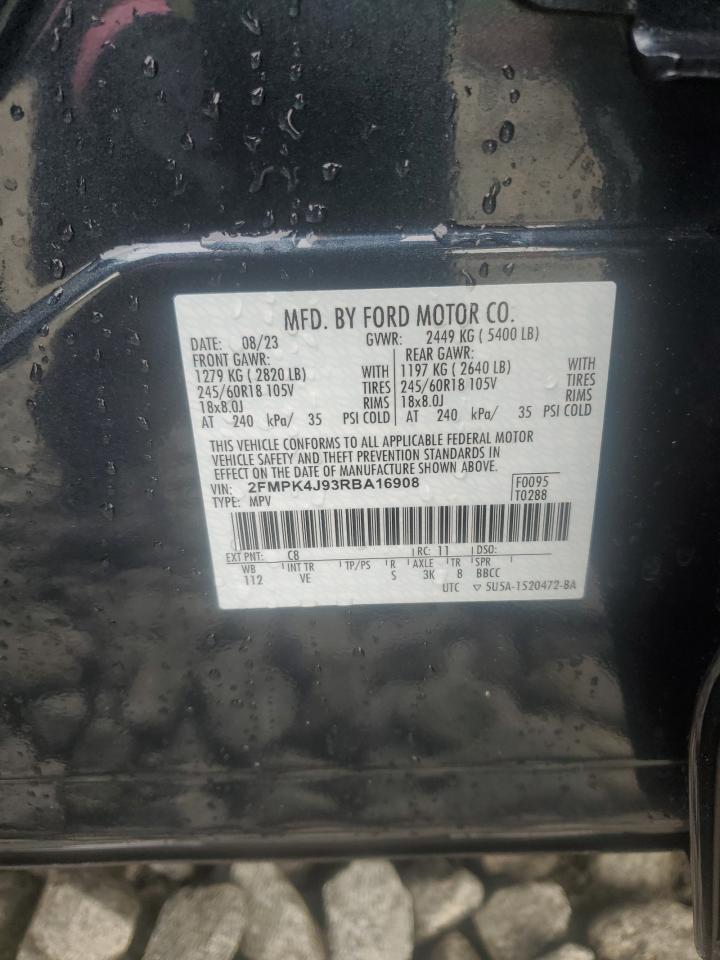 MFD. BY FORD MOTOR CO.
DATE: 08/23 GVWR: 2449 KG ( 5400 LB)
FRONT GAWR: REAR GAWR:
1279 KG ( 2820 LB) WITH 1197 KG ( 2640 LB) WITH
245/60R18 105V TIRES 245/60R18 105V TIRES
18x8.0J RIMS 18x8.0J RIMS
AT 240 kPa/ 35 PSI COLD AT 240 kPa/ 35 PSI COLD
THIS VEHICLE CONFORMS TO ALL APPLICABLE FEDERAL MOTOR
VEHICLE SAFETY AND THEFT PREVENTION STANDARDS IN
EFFECT ON THE DATE OF MANUFACTURE SHOWN ABOVE.
VIN: 2FMPK4J93RBA16908 F0095
TYPE: MPV T0288
EXT PNT: C8 RC: 11 DSO:
WB INT TR TP/PS R AXLE TR SPR
112 VE S 3K 8 BBCC
UTC ▽ 5U5A-1520472-BA